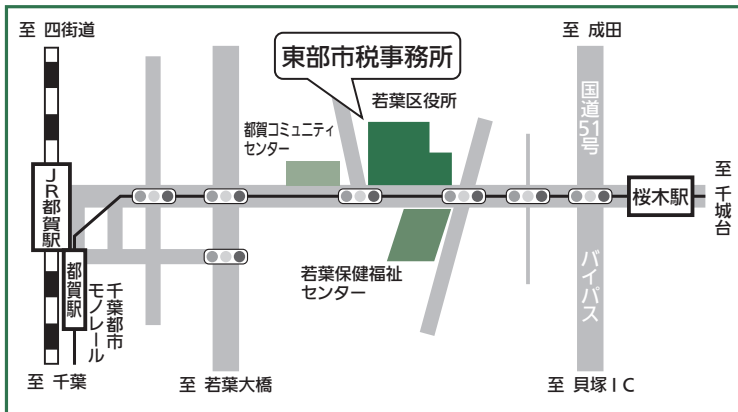 至 四街道
至 成田
東部市税事務所
若葉区役所
都賀コミュニティ
センター
国道51号
至 千城台
JR都賀駅
桜木駅
都賀駅
千葉都市
モノレール
若葉保健福祉
センター
バイパス
至 千葉
至 若葉大橋
至 貝塚IC